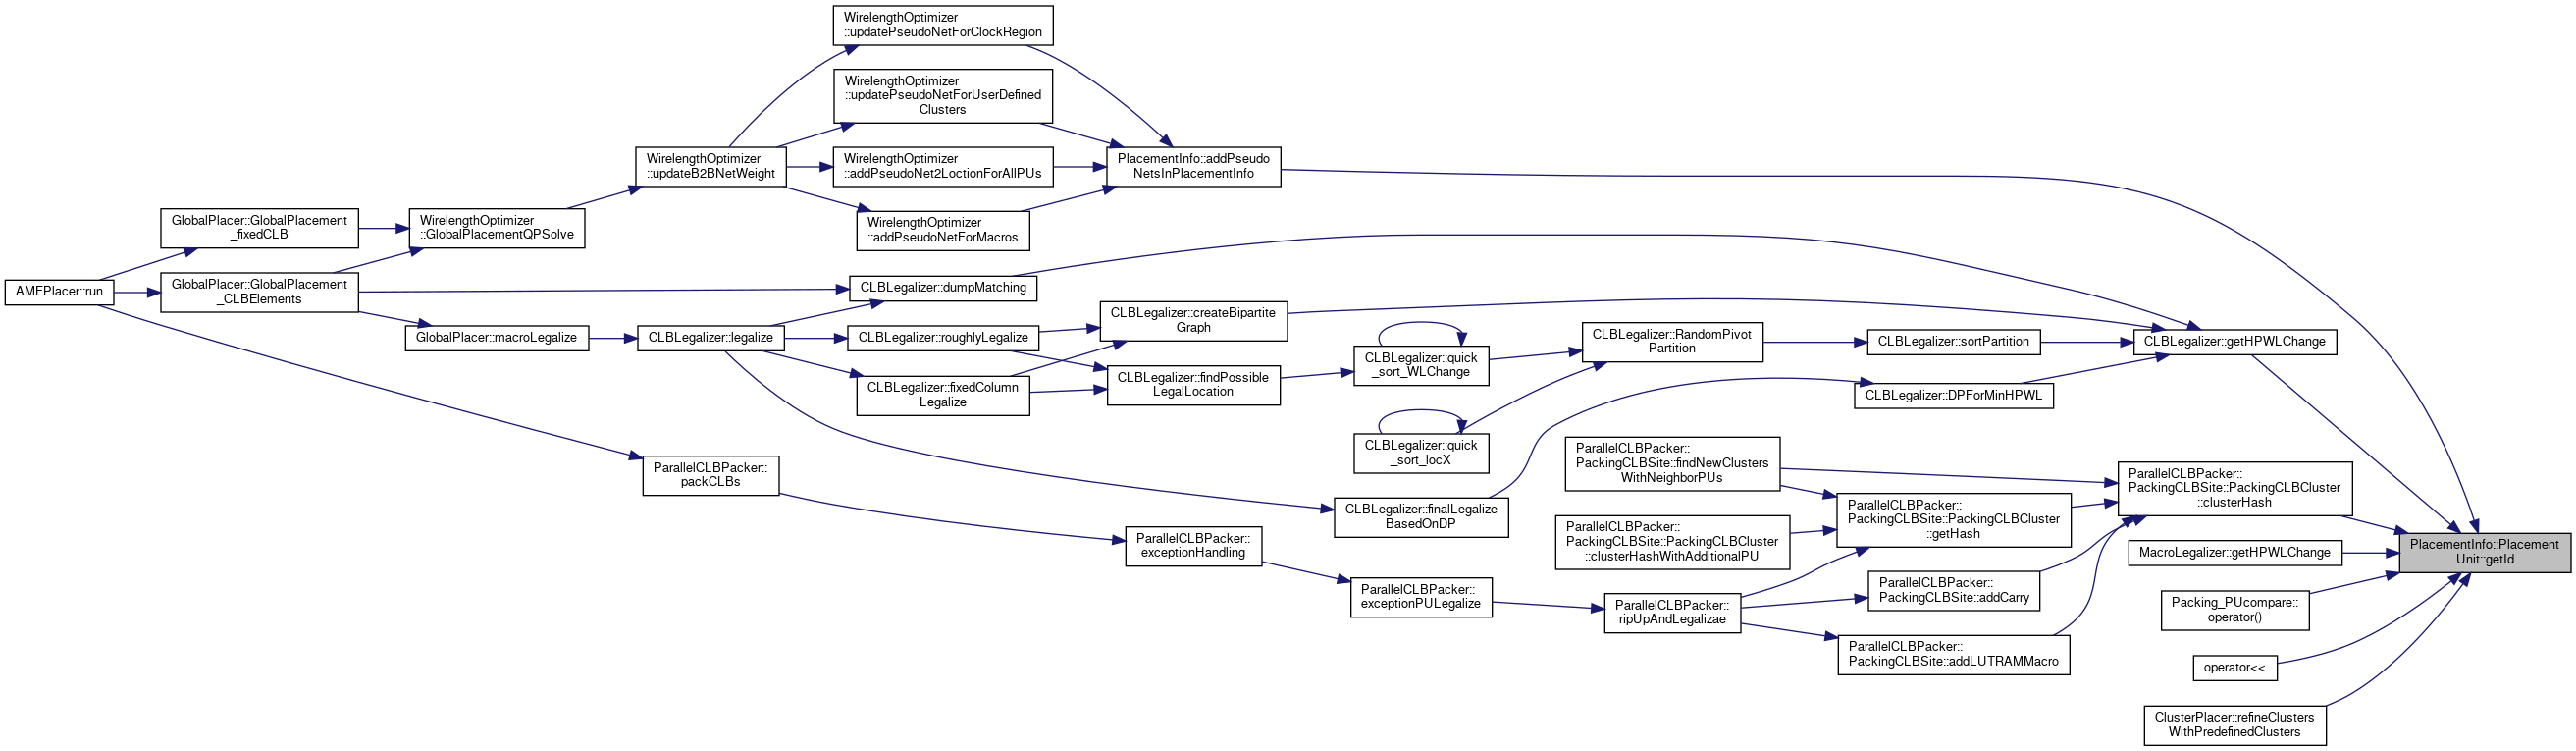 WirelengthOptimizer
::updatePseudoNetForClockRegion
WirelengthOptimizer
::updatePseudoNetForUserDefined
Clusters
WirelengthOptimizer
::updateB2BNetWeight
WirelengthOptimizer
::addPseudoNet2LoctionForAllPUs
PlacementInfo::addPseudo
NetsInPlacementInfo
GlobalPlacer::GlobalPlacement
_fixedCLB
WirelengthOptimizer
::GlobalPlacementQPSolve
WirelengthOptimizer
::addPseudoNetForMacros
AMFPlacer::run
GlobalPlacer::GlobalPlacement
_CLBElements
CLBLegalizer::dumpMatching
GlobalPlacer::macroLegalize
CLBLegalizer::legalize
CLBLegalizer::roughlyLegalize
CLBLegalizer::createBipartite
Graph
CLBLegalizer::fixedColumn
Legalize
CLBLegalizer::findPossible
LegalLocation
CLBLegalizer::quick
_sort_WLChange
CLBLegalizer::RandomPivot
Partition
CLBLegalizer::sortPartition
CLBLegalizer::getHPWLChange
CLBLegalizer::DPForMinHPWL
CLBLegalizer::quick
_sort_locX
ParallelCLBPacker::
packCLBs
CLBLegalizer::finalLegalize
BasedOnDP
ParallelCLBPacker::
PackingCLBSite::findNewClusters
WithNeighborPUs
ParallelCLBPacker::
PackingCLBSite::PackingCLBCluster
::clusterHash
ParallelCLBPacker::
PackingCLBSite::PackingCLBCluster
::getHash
ParallelCLBPacker::
PackingCLBSite::PackingCLBCluster
::clusterHashWithAdditionalPU
ParallelCLBPacker::
exceptionHandling
MacroLegalizer::getHPWLChange
PlacementInfo::Placement
Unit::getId
ParallelCLBPacker::
exceptionPULegalize
ParallelCLBPacker::
ripUpAndLegalizae
ParallelCLBPacker::
PackingCLBSite::addCarry
Packing_PUcompare::
operator()
ParallelCLBPacker::
PackingCLBSite::addLUTRAMMacro
operator<<
ClusterPlacer::refineClusters
WithPredefinedClusters